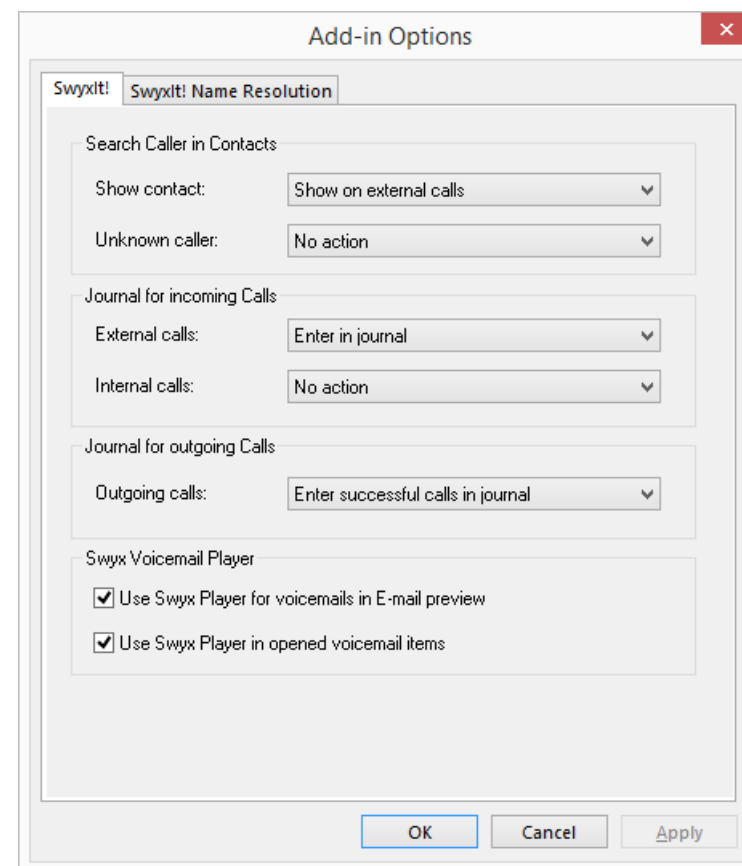 Add-in Options
SwyxIt!
SwyxIt! Name Resolution
Search Caller in Contacts
Show contact: Show on external calls
Unknown caller: No action
Journal for incoming Calls
External calls: Enter in journal
Internal calls: No action
Journal for outgoing Calls
Outgoing calls: Enter successful calls in journal
Swyx Voicemail Player
Use Swyx Player for voicemails in E-mail preview
Use Swyx Player in opened voicemail items
OK Cancel Apply